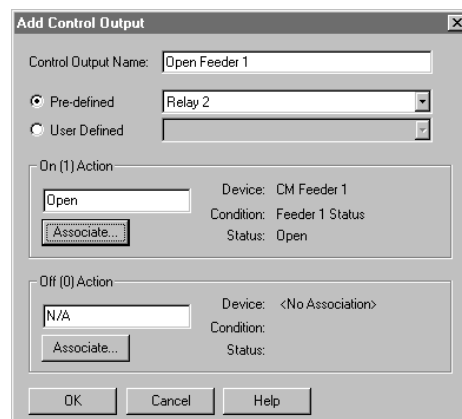 Add Control Output
Control Output Name: Open Feeder 1
Pre-defined Relay 2
User Defined
On (1) Action
Open
Associate...
Device: CM Feeder 1
Condition: Feeder 1 Status
Status: Open
Off (0) Action
N/A
Associate...
Device: <No Association>
Condition:
Status:
OK Cancel Help